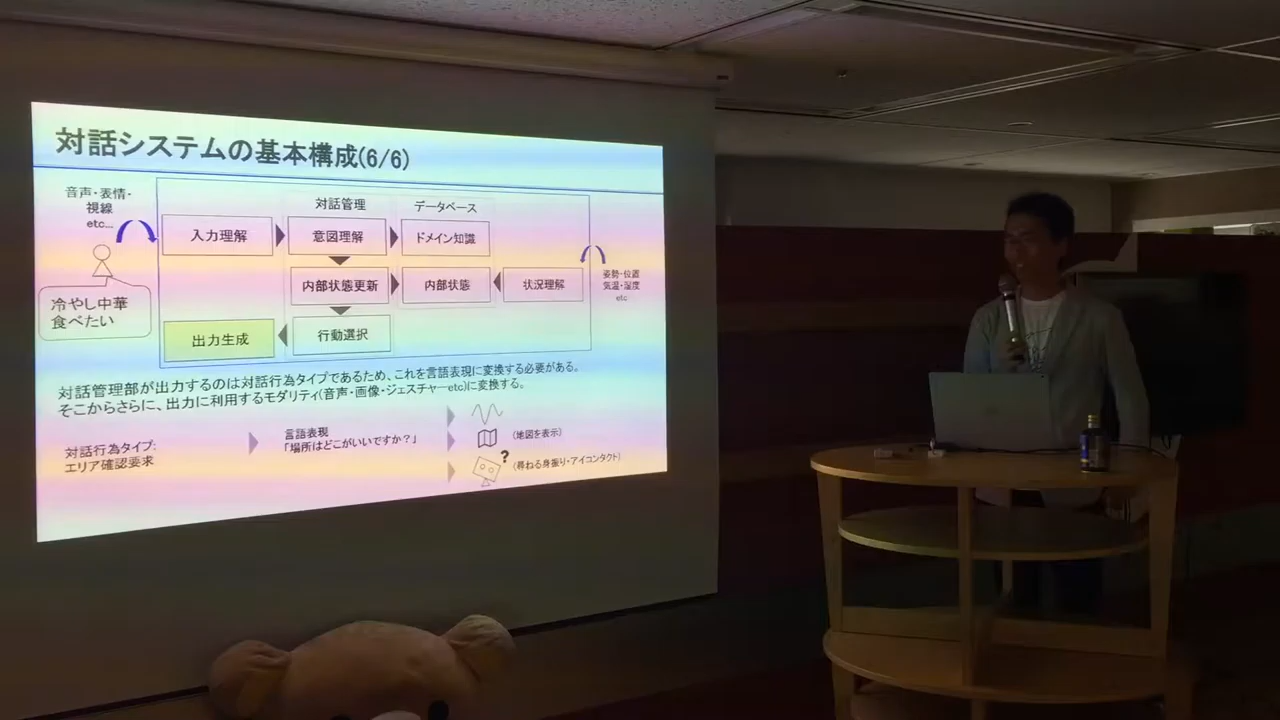 対話システムの基本構成(6/6)
音声・表情・
視線
etc...
対話管理
データベース
入力理解
意図理解
ドメイン知識
内部状態更新
内部状態
状況理解
姿勢・位置
気温・湿度
etc
冷やし中華
食べたい
出力生成
行動選択
対話管理部が出力するのは対話行為タイプであるため、これを言語表現に変換する必要がある。
そこからさらに、出力に利用するモダリティ(音声・画像・ジェスチャーetc)に変換する。
対話行為タイプ:
エリア確認要求
言語表現
「場所はどこがいいですか？」
(地図を表示)
?
(尋ねる身振り・アイコンタクト)